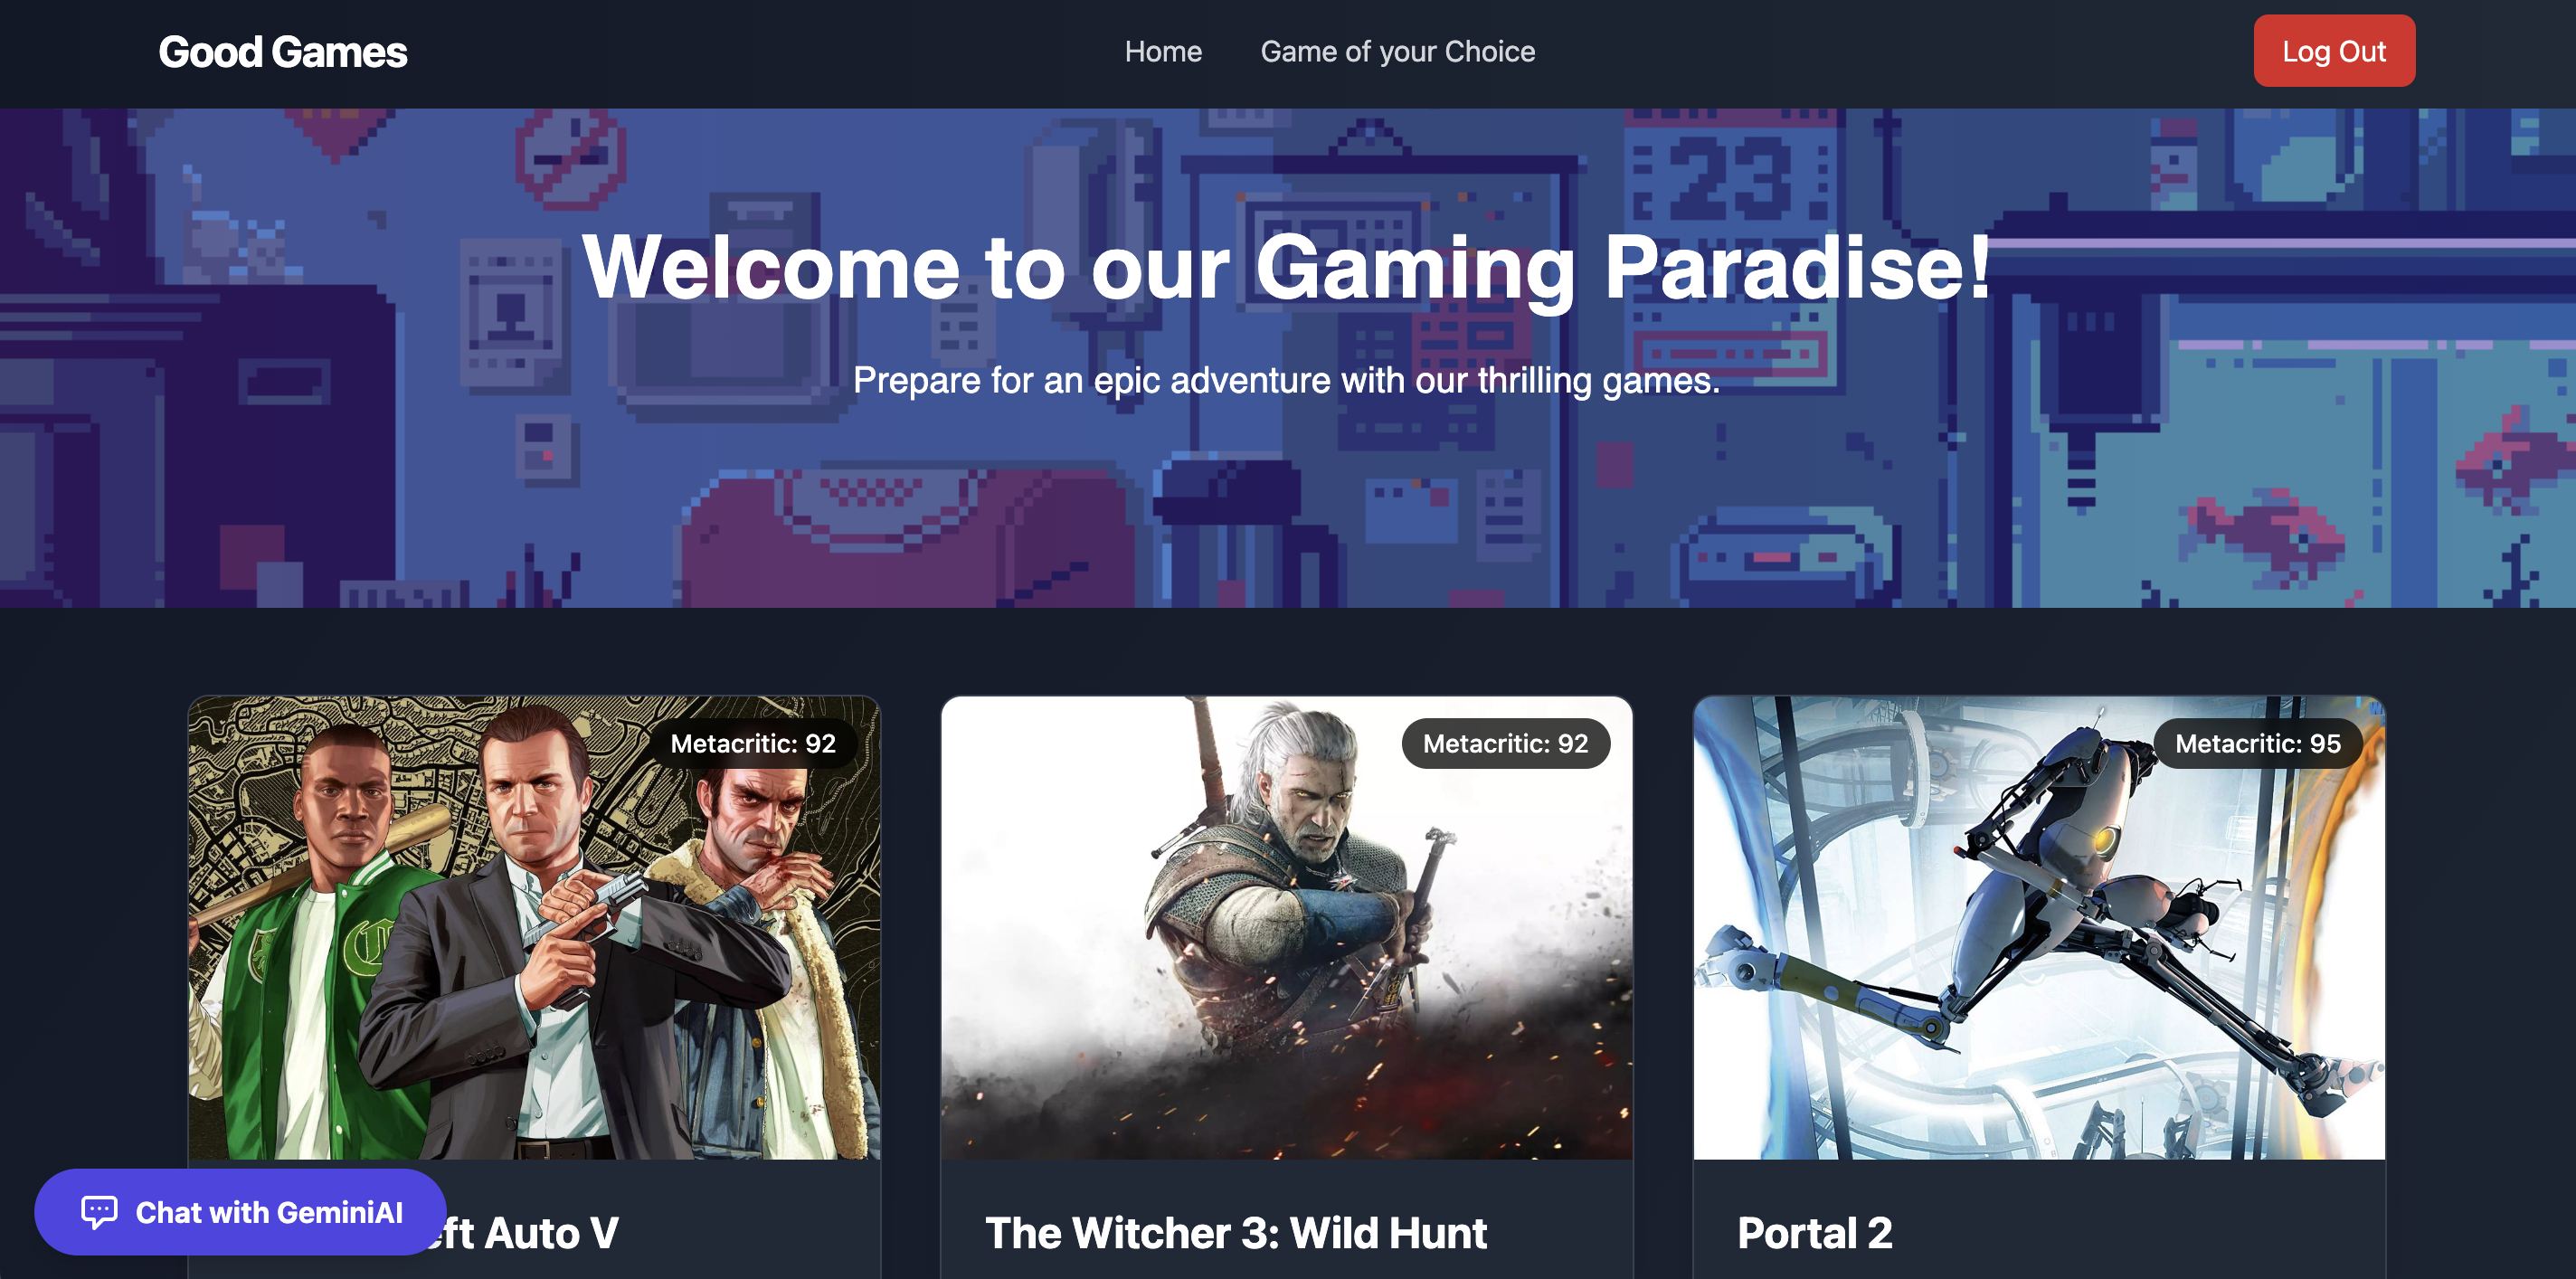 Good Games
Home
Game of your Choice
Log Out
23
Welcome to our Gaming Paradise!
Prepare for an epic adventure with our thrilling games.
Metacritic: 92
Metacritic: 92
Metacritic: 95
Chat with GeminiAI
Auto V
The Witcher 3: Wild Hunt
Portal 2